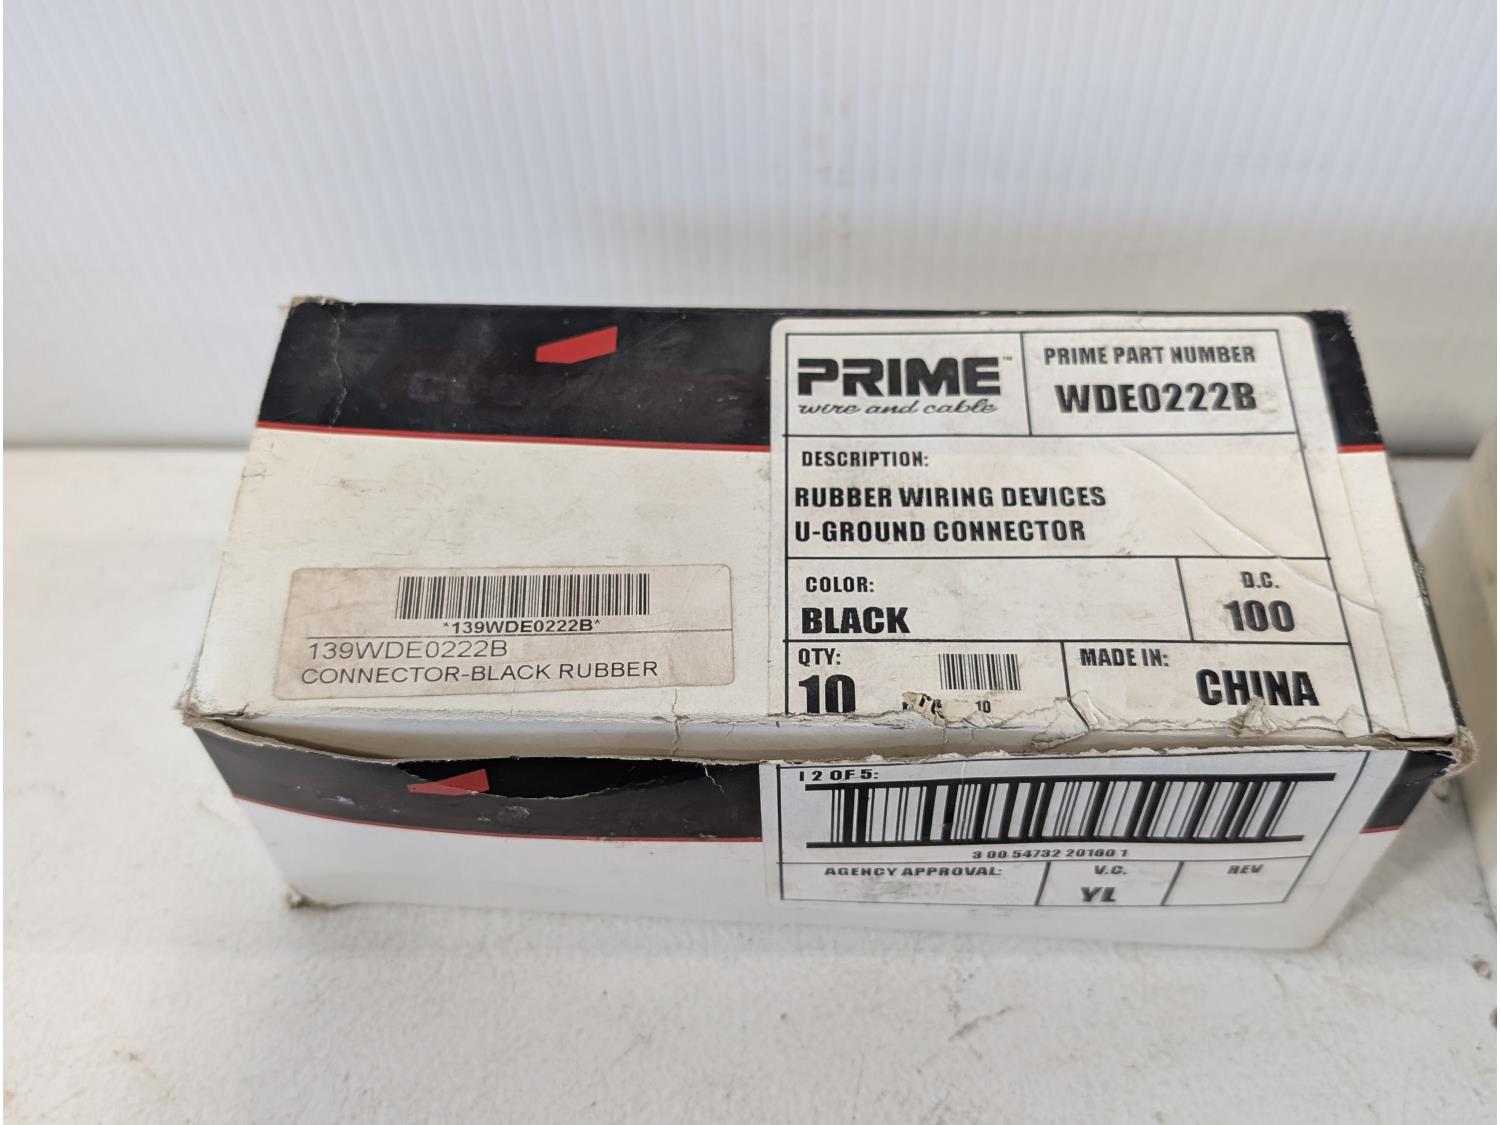 PRIME™
wire and cable
PRIME PART NUMBER
WDE0222B
DESCRIPTION:
RUBBER WIRING DEVICES
U-GROUND CONNECTOR
COLOR:
BLACK
D.C.
100
QTY:
10
10
MADE IN:
CHINA
*139WDE0222B*
139WDE0222B
CONNECTOR-BLACK RUBBER
I 2 OF 5:
3 00 54732 20160 1
AGENCY APPROVAL:
V.C.
YL
REV